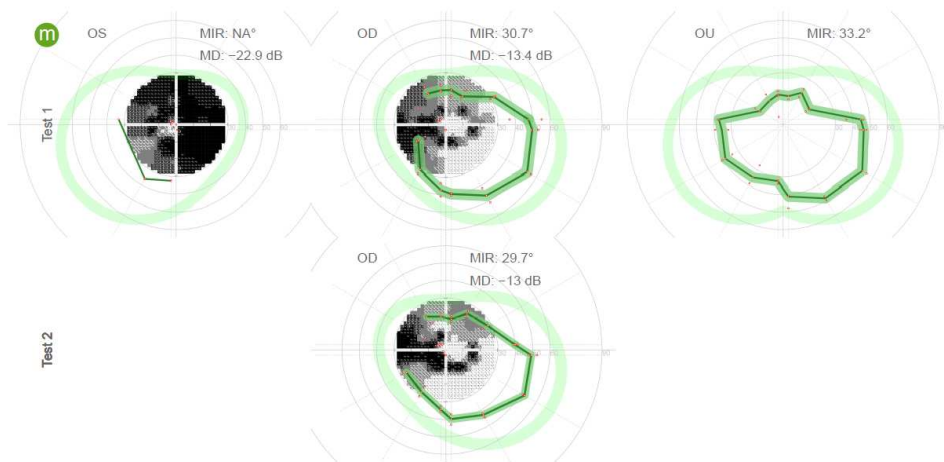 m
OS
MIR: NA°
MD: −22.9 dB
OD
MIR: 30.7°
MD: −13.4 dB
OU
MIR: 33.2°
Test 1
OD
MIR: 29.7°
MD: −13 dB
Test 2